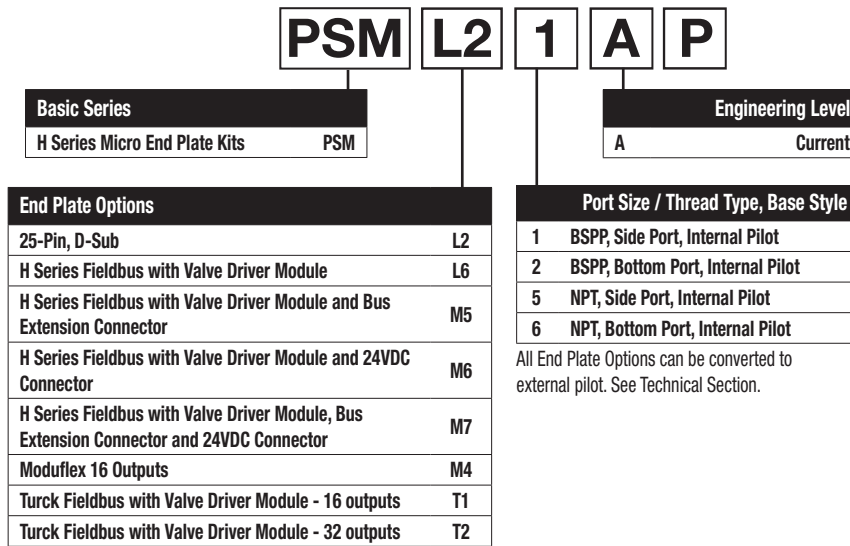 PSM L2 1 A P
Basic Series
H Series Micro End Plate Kits PSM
Engineering Level
A Current
End Plate Options
25-Pin, D-Sub L2
H Series Fieldbus with Valve Driver Module L6
H Series Fieldbus with Valve Driver Module and Bus
Extension Connector M5
H Series Fieldbus with Valve Driver Module and 24VDC
Connector M6
H Series Fieldbus with Valve Driver Module, Bus
Extension Connector and 24VDC Connector M7
Moduflex 16 Outputs M4
Turck Fieldbus with Valve Driver Module - 16 outputs T1
Turck Fieldbus with Valve Driver Module - 32 outputs T2
Port Size / Thread Type, Base Style
1 BSPP, Side Port, Internal Pilot
2 BSPP, Bottom Port, Internal Pilot
5 NPT, Side Port, Internal Pilot
6 NPT, Bottom Port, Internal Pilot
All End Plate Options can be converted to
external pilot. See Technical Section.